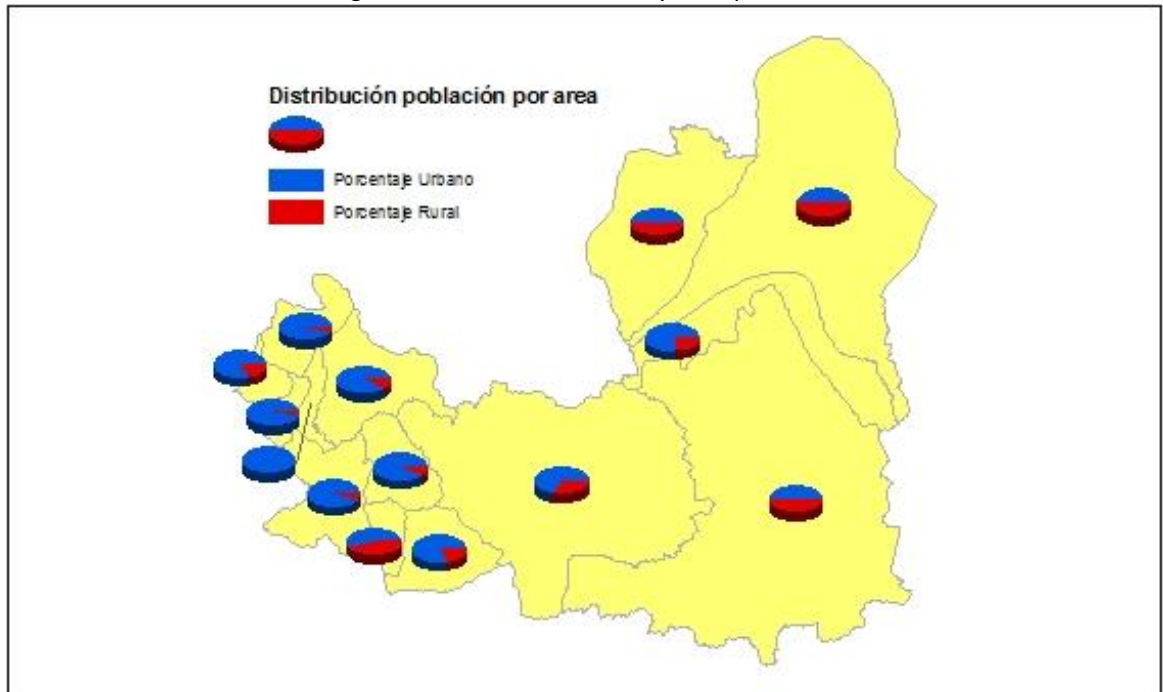 Distribución población por area
Porcentaje Urbano
Porcentaje Rural